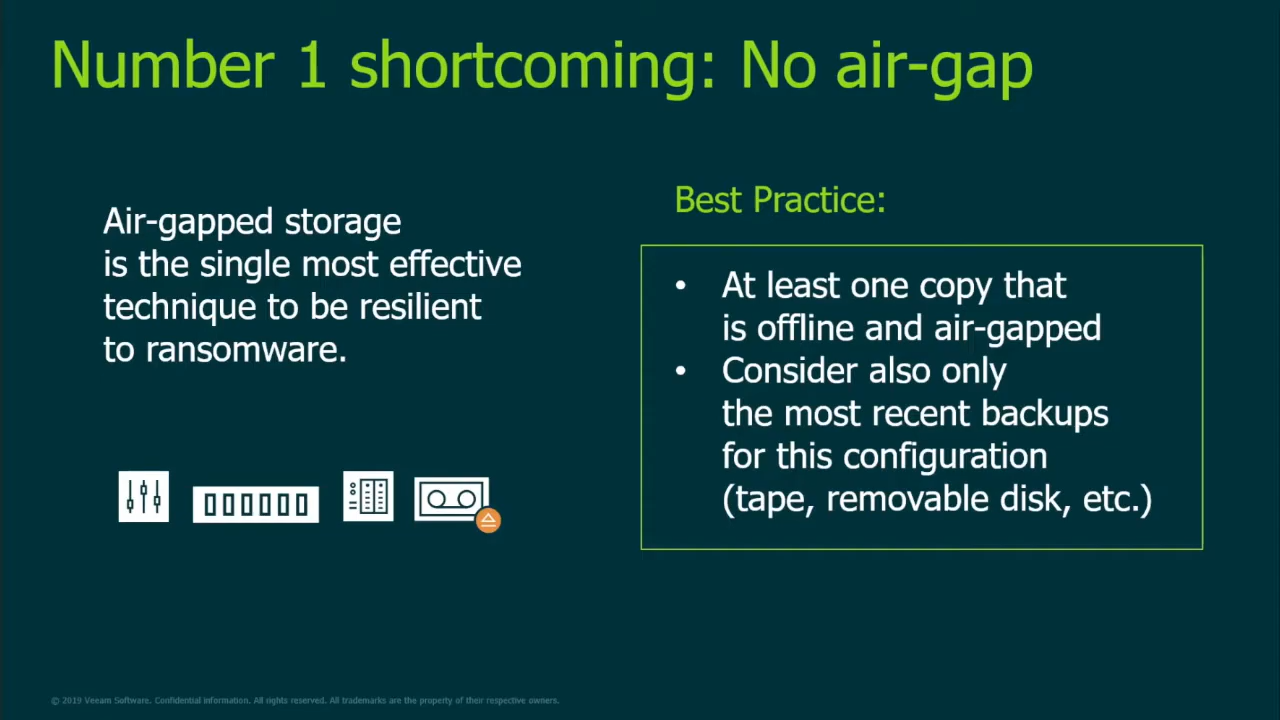 Number 1 shortcoming: No air-gap
Air-gapped storage
is the single most effective
technique to be resilient
to ransomware.
Best Practice:
• At least one copy that
is offline and air-gapped
• Consider also only
the most recent backups
for this configuration
(tape, removable disk, etc.)
© 2019 Veeam Software. Confidential information. All rights reserved. All trademarks are the property of their respective owners.